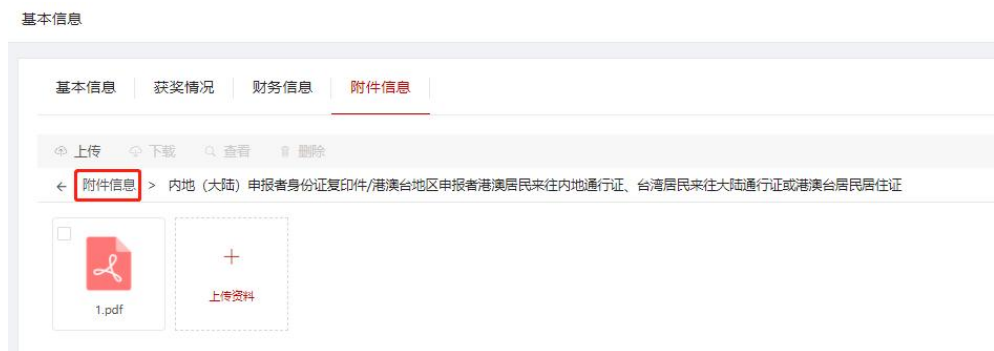 基本信息
基本信息 获奖情况 财务信息 附件信息
上传 下载 查看 删除
← 附件信息 > 内地（大陆）申报者身份证复印件/港澳台地区申报者港澳居民来往内地通行证、台湾居民来往大陆通行证或港澳台居民居住证
1.pdf
+
上传资料